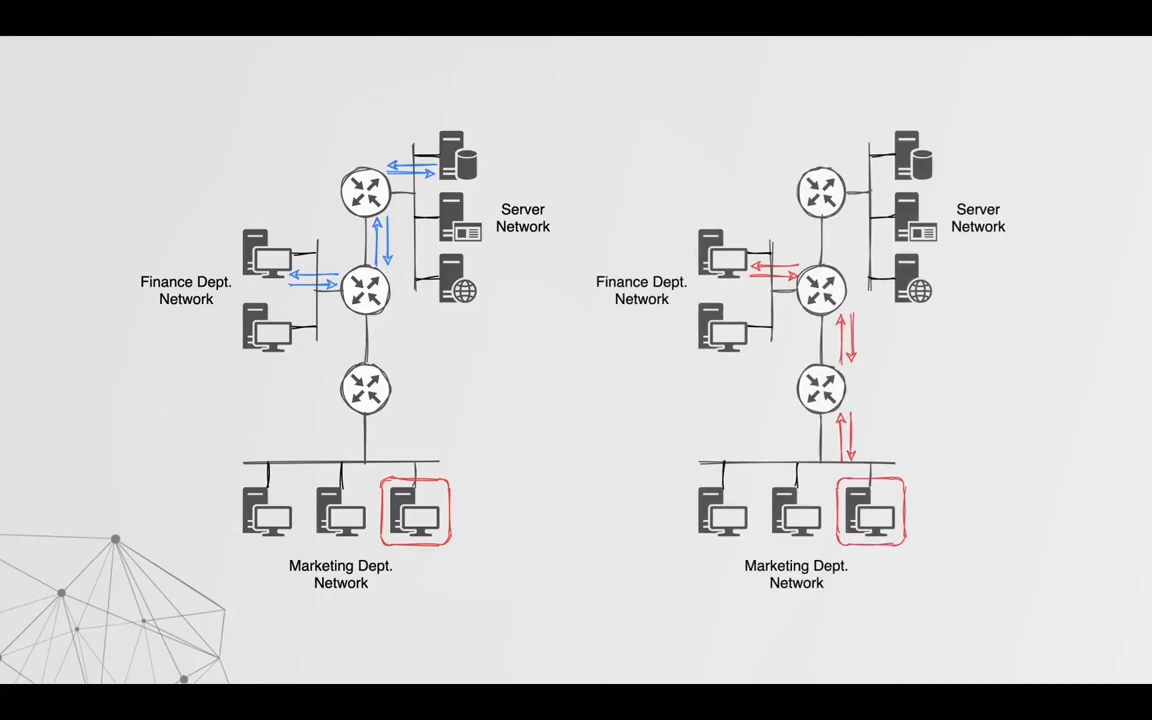 Server
Network
Finance Dept.
Network
Marketing Dept.
Network
Server
Network
Finance Dept.
Network
Marketing Dept.
Network